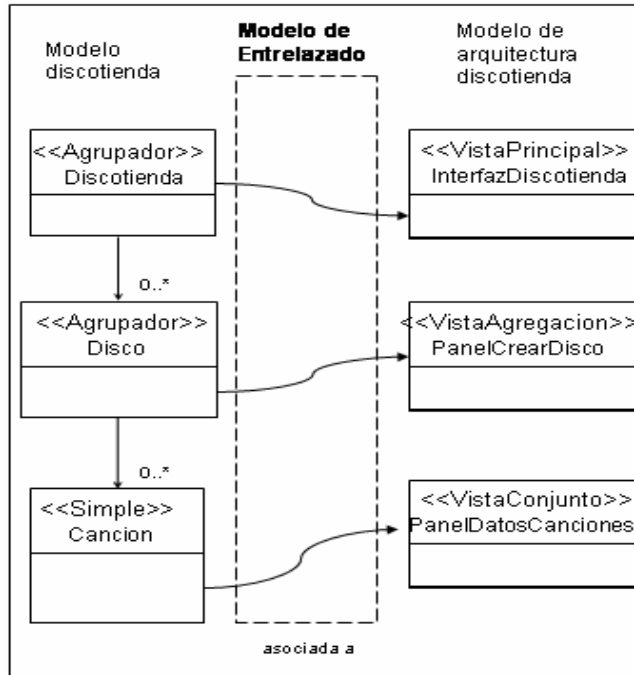 Modelo
discotienda
Modelo de
Entrelazado
Modelo de
arquitectura
discotienda
<<Agrupador>>
Discotienda
<<VistaPrincipal>>
InterfazDiscotienda
0..*
<<Agrupador>>
Disco
<<VistaAgregacion>>
PanelCrearDisco
0..*
<<Simple>>
Cancion
<<VistaConjunto>>
PanelDatosCanciones
asociada a